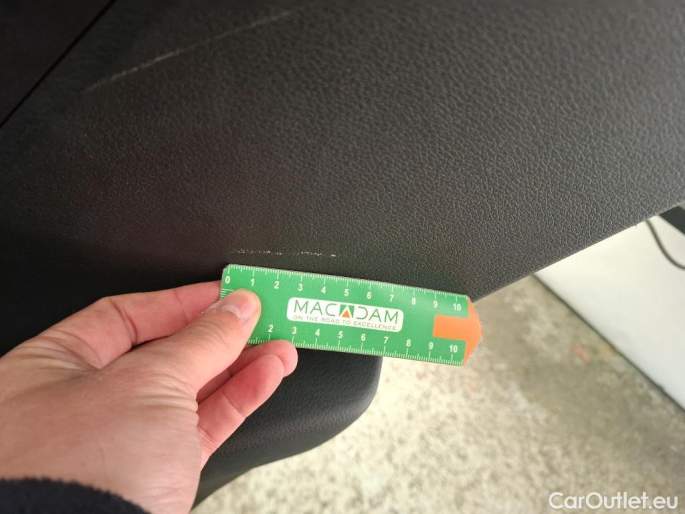 0 1 2 3 4 5 6 7 8 9 10
MACADAM
ON THE ROAD TO EXCELLENCE
2 3 4 5 6 7 8 9 10
CarOutlet.eu